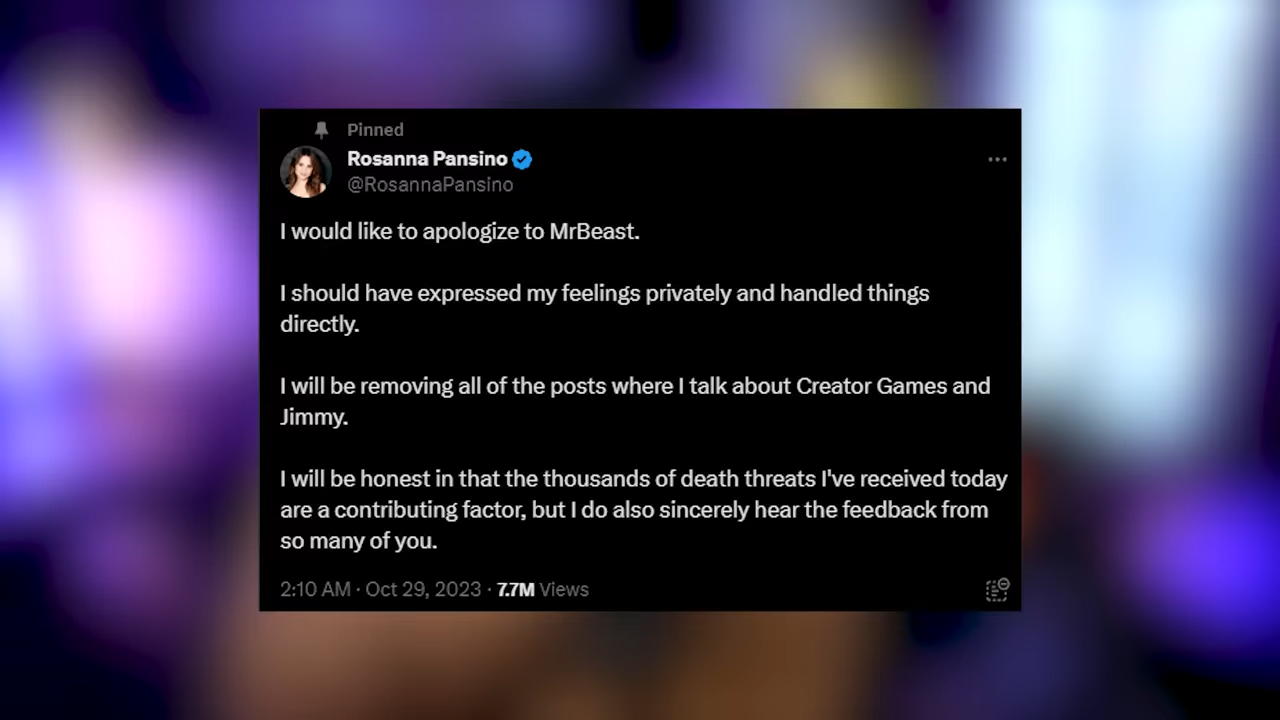 Pinned
Rosanna Pansino
@RosannaPansino
I would like to apologize to MrBeast.
I should have expressed my feelings privately and handled things
directly.
I will be removing all of the posts where I talk about Creator Games and
Jimmy.
I will be honest in that the thousands of death threats I've received today
are a contributing factor, but I do also sincerely hear the feedback from
so many of you.
2:10 AM · Oct 29, 2023 · 7.7M Views